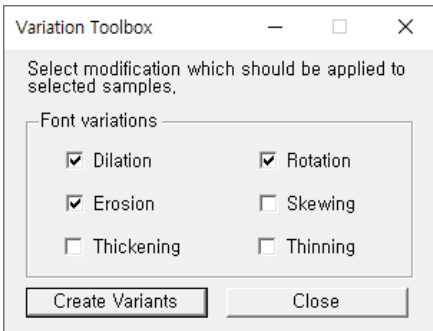 Variation Toolbox
Select modification which should be applied to
selected samples,
Font variations
Dilation Rotation
Erosion Skewing
Thickening Thinning
Create Variants Close